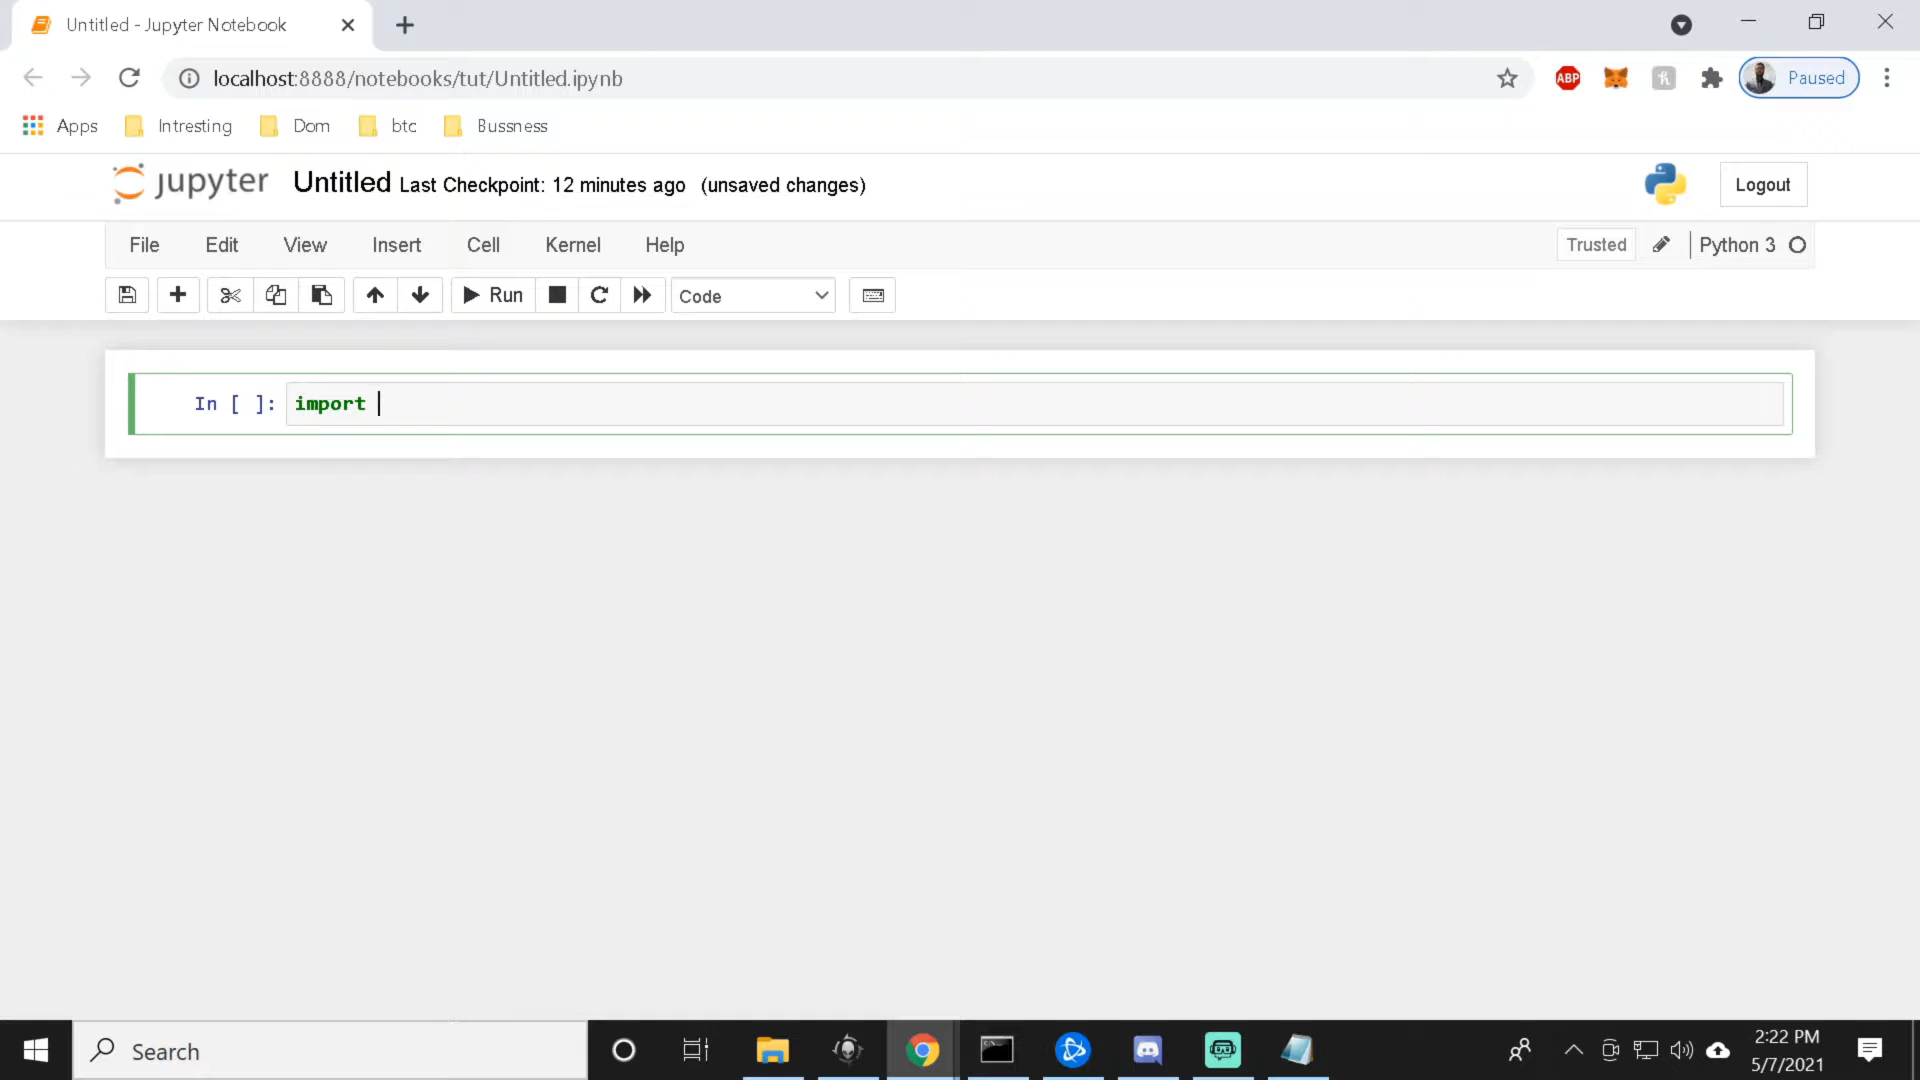 Untitled - Jupyter Notebook
localhost:8888/notebooks/tut/Untitled.ipynb
ABP
Paused
Apps Intresting Dom btc Bussness
jupyter Untitled Last Checkpoint: 12 minutes ago (unsaved changes)
Logout
File Edit View Insert Cell Kernel Help
Trusted
Python 3
Run
Code
In [ ]: import
Search
2:22 PM
5/7/2021